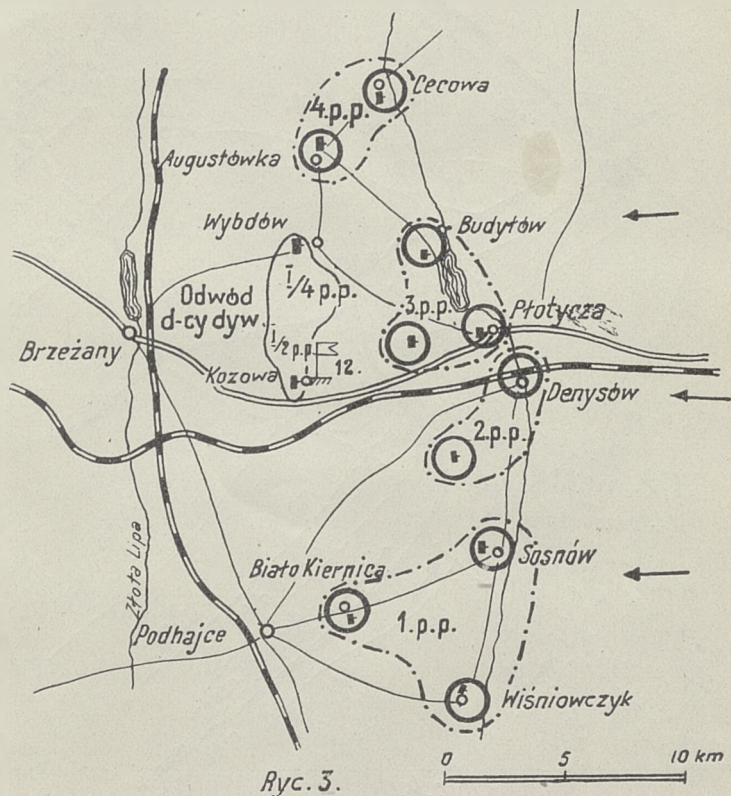 Cecowa
4.p.p.
Augustówka
Wybdów
Budytów
I/4 p.p.
Odwód
d-cy dyw.
3.p.p.
Płotycza
I/2 p.p.
Brzeżany
Kozowa
12.
Denysów
2.p.p.
Sosnów
Biało Kiernica
Złota Lipa
1.p.p.
Podhajce
Wiśniowczyk
0 5 10 km
Ryc. 3.